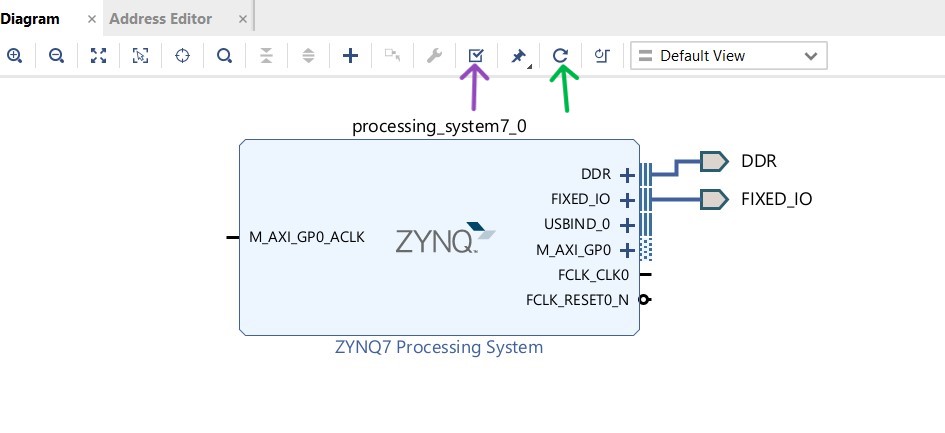 Diagram × Address Editor ×
Default View
processing_system7_0
DDR DDR
FIXED_IO FIXED_IO
USBIND_0
M_AXI_GP0_ACLK ZYNQ M_AXI_GP0
FCLK_CLK0
FCLK_RESET0_N
ZYNQ7 Processing System